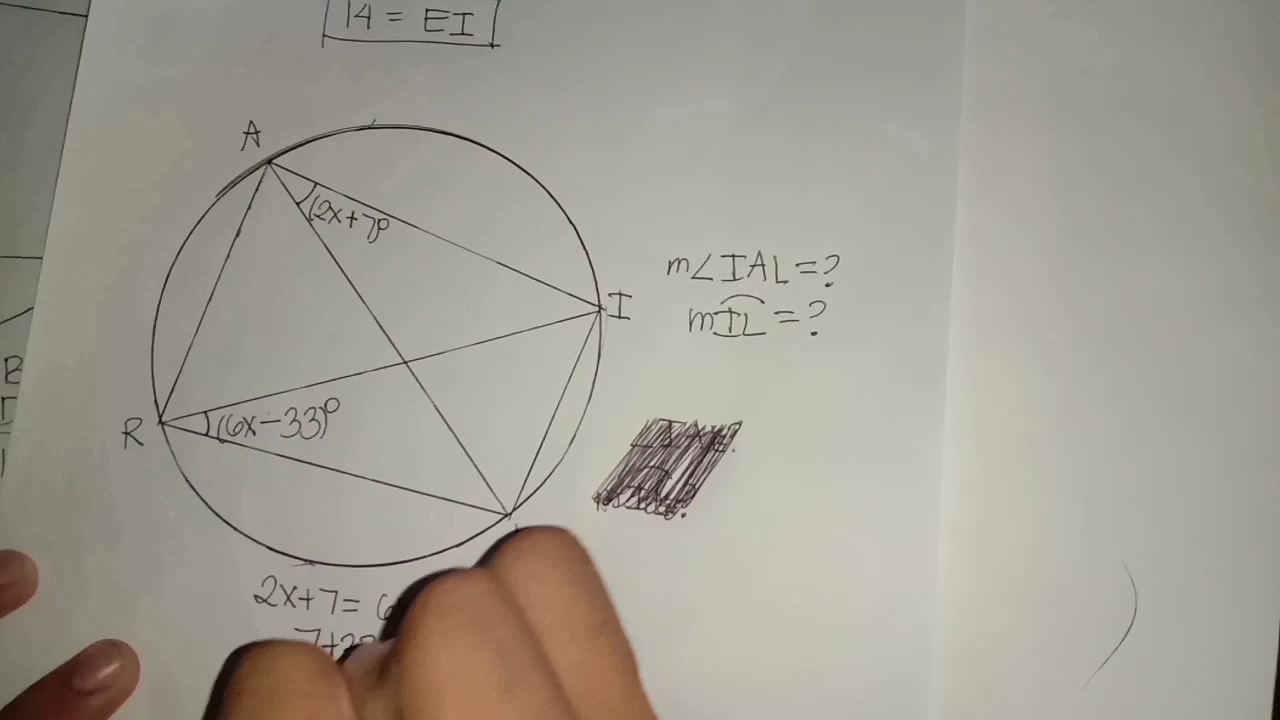 14 = EI
A
(2x+7)°
I
m∠IAL = ?
mIL = ?
R
(6x-33)°
2x+7=
B